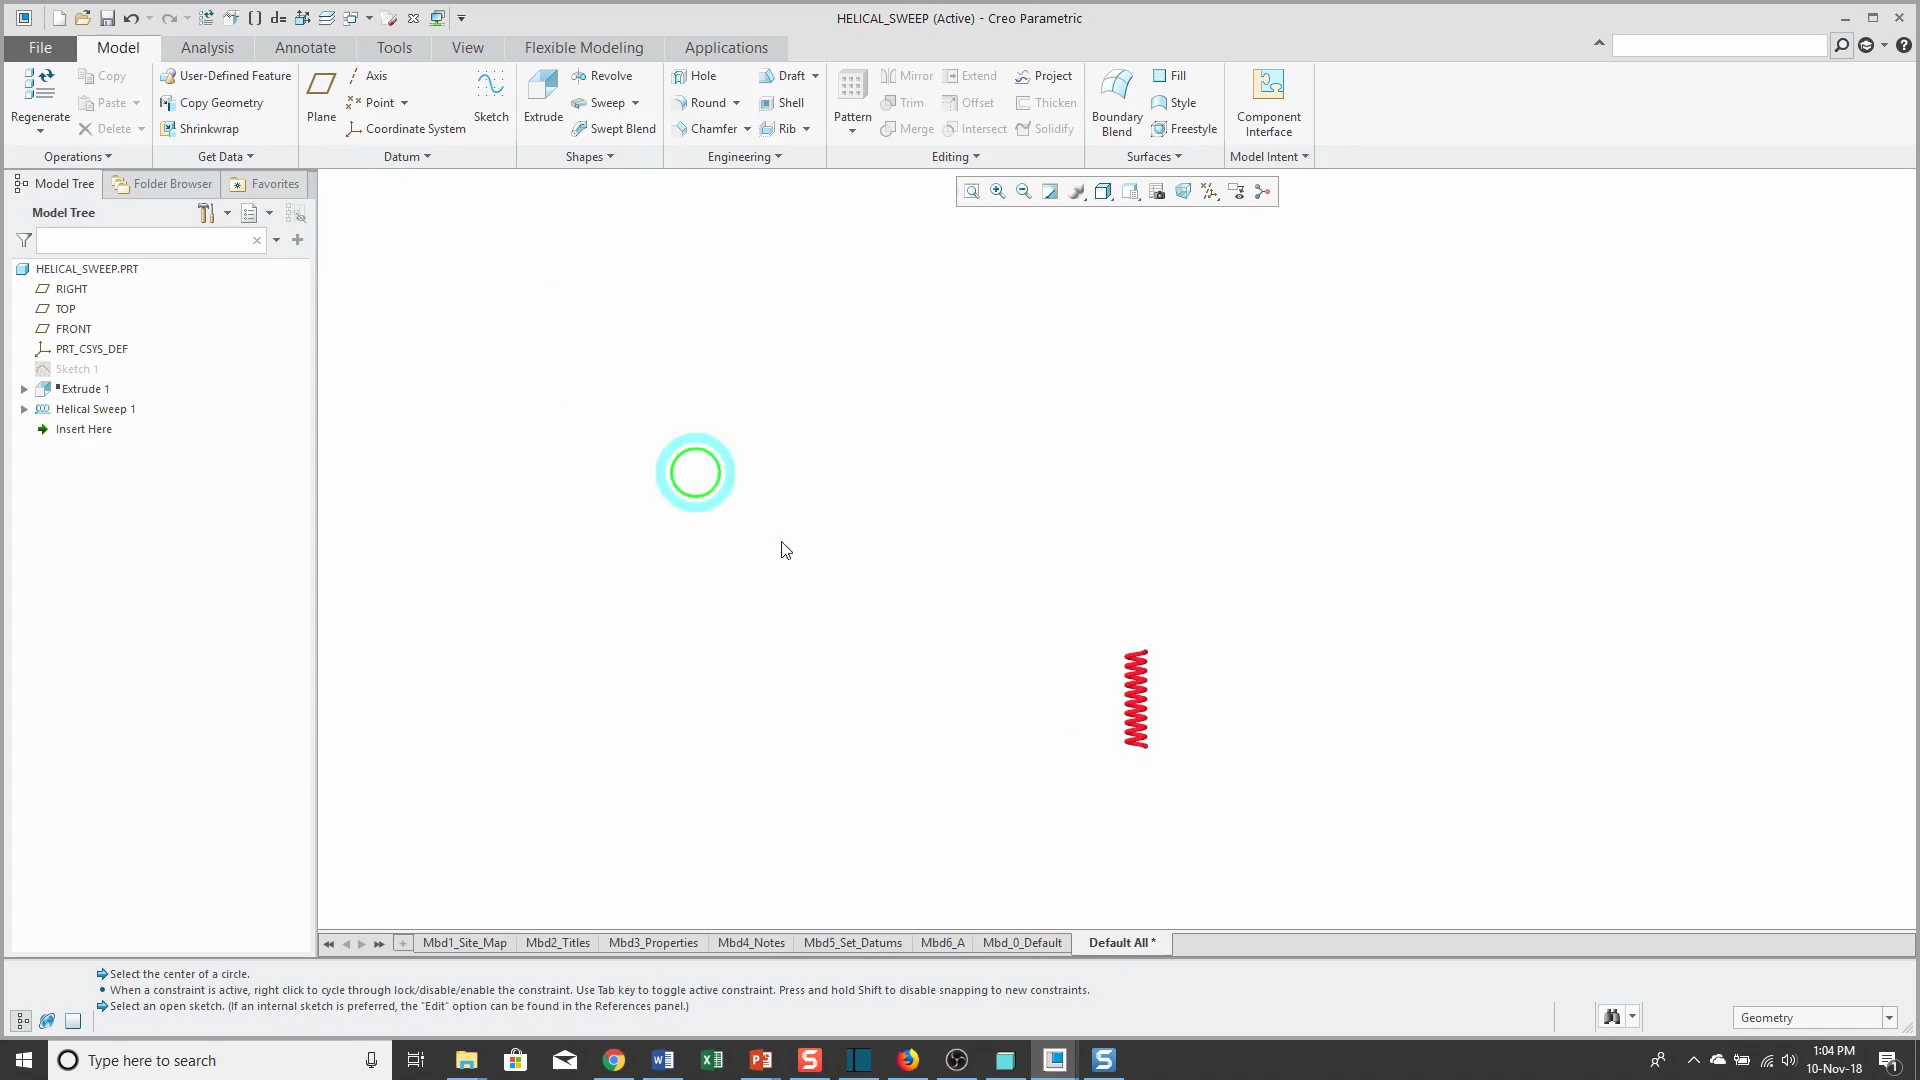 HELICAL_SWEEP (Active) - Creo Parametric
File Model Analysis Annotate Tools View Flexible Modeling Applications
Regenerate Copy Paste Delete
Operations
User-Defined Feature
Copy Geometry
Shrinkwrap
Get Data
Plane Axis Point Coordinate System Sketch
Datum
Extrude Revolve Sweep Swept Blend
Shapes
Hole Draft
Round Shell
Chamfer Rib
Engineering
Pattern Mirror Extend Project
Trim Offset Thicken
Merge Intersect Solidify
Editing
Boundary Blend Fill Style Freestyle
Surfaces
Component Interface
Model Intent
Model Tree Folder Browser Favorites
Model Tree
HELICAL_SWEEP.PRT
RIGHT
TOP
FRONT
PRT_CSYS_DEF
Sketch 1
Extrude 1
Helical Sweep 1
Insert Here
Mbd1_Site_Map Mbd2_Titles Mbd3_Properties Mbd4_Notes Mbd5_Set_Datums Mbd6_A Mbd_0_Default Default All *
Select the center of a circle.
When a constraint is active, right click to cycle through lock/disable/enable the constraint. Use Tab key to toggle active constraint. Press and hold Shift to disable snapping to new constraints.
Select an open sketch. (If an internal sketch is preferred, the "Edit" option can be found in the References panel.)
Geometry
Type here to search
1:04 PM
10-Nov-18